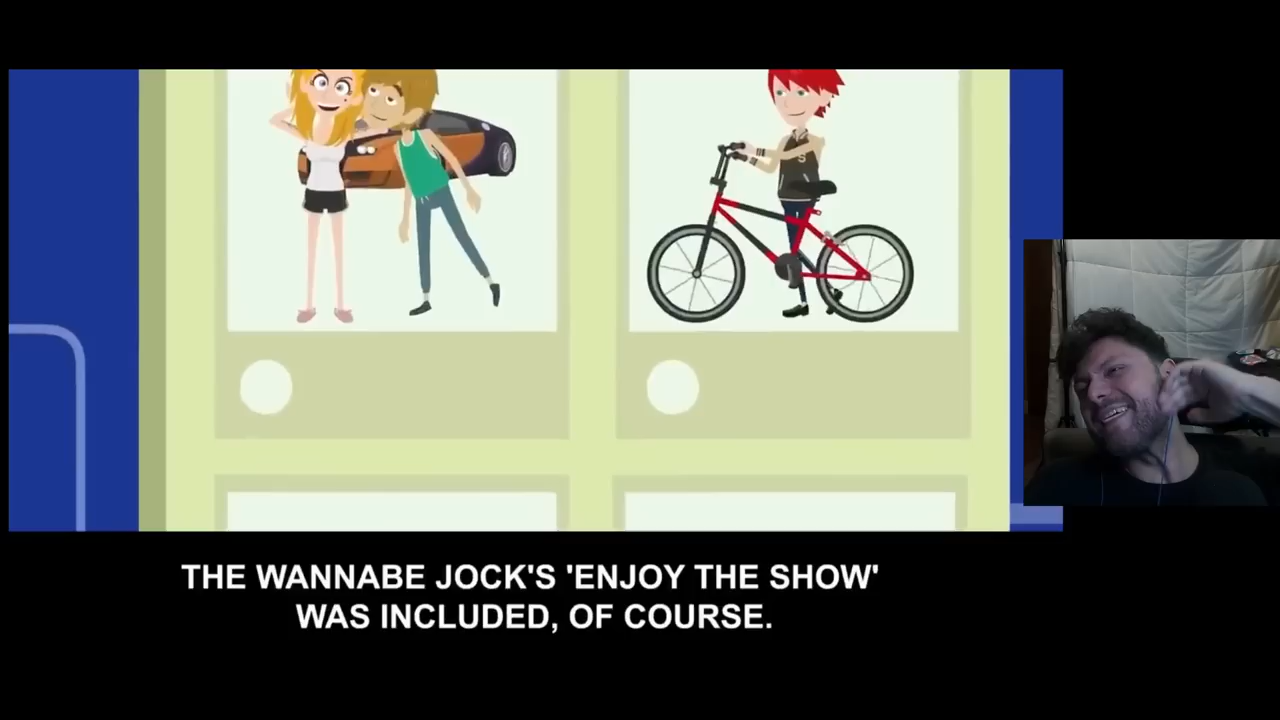 S
THE WANNABE JOCK'S 'ENJOY THE SHOW'
WAS INCLUDED, OF COURSE.